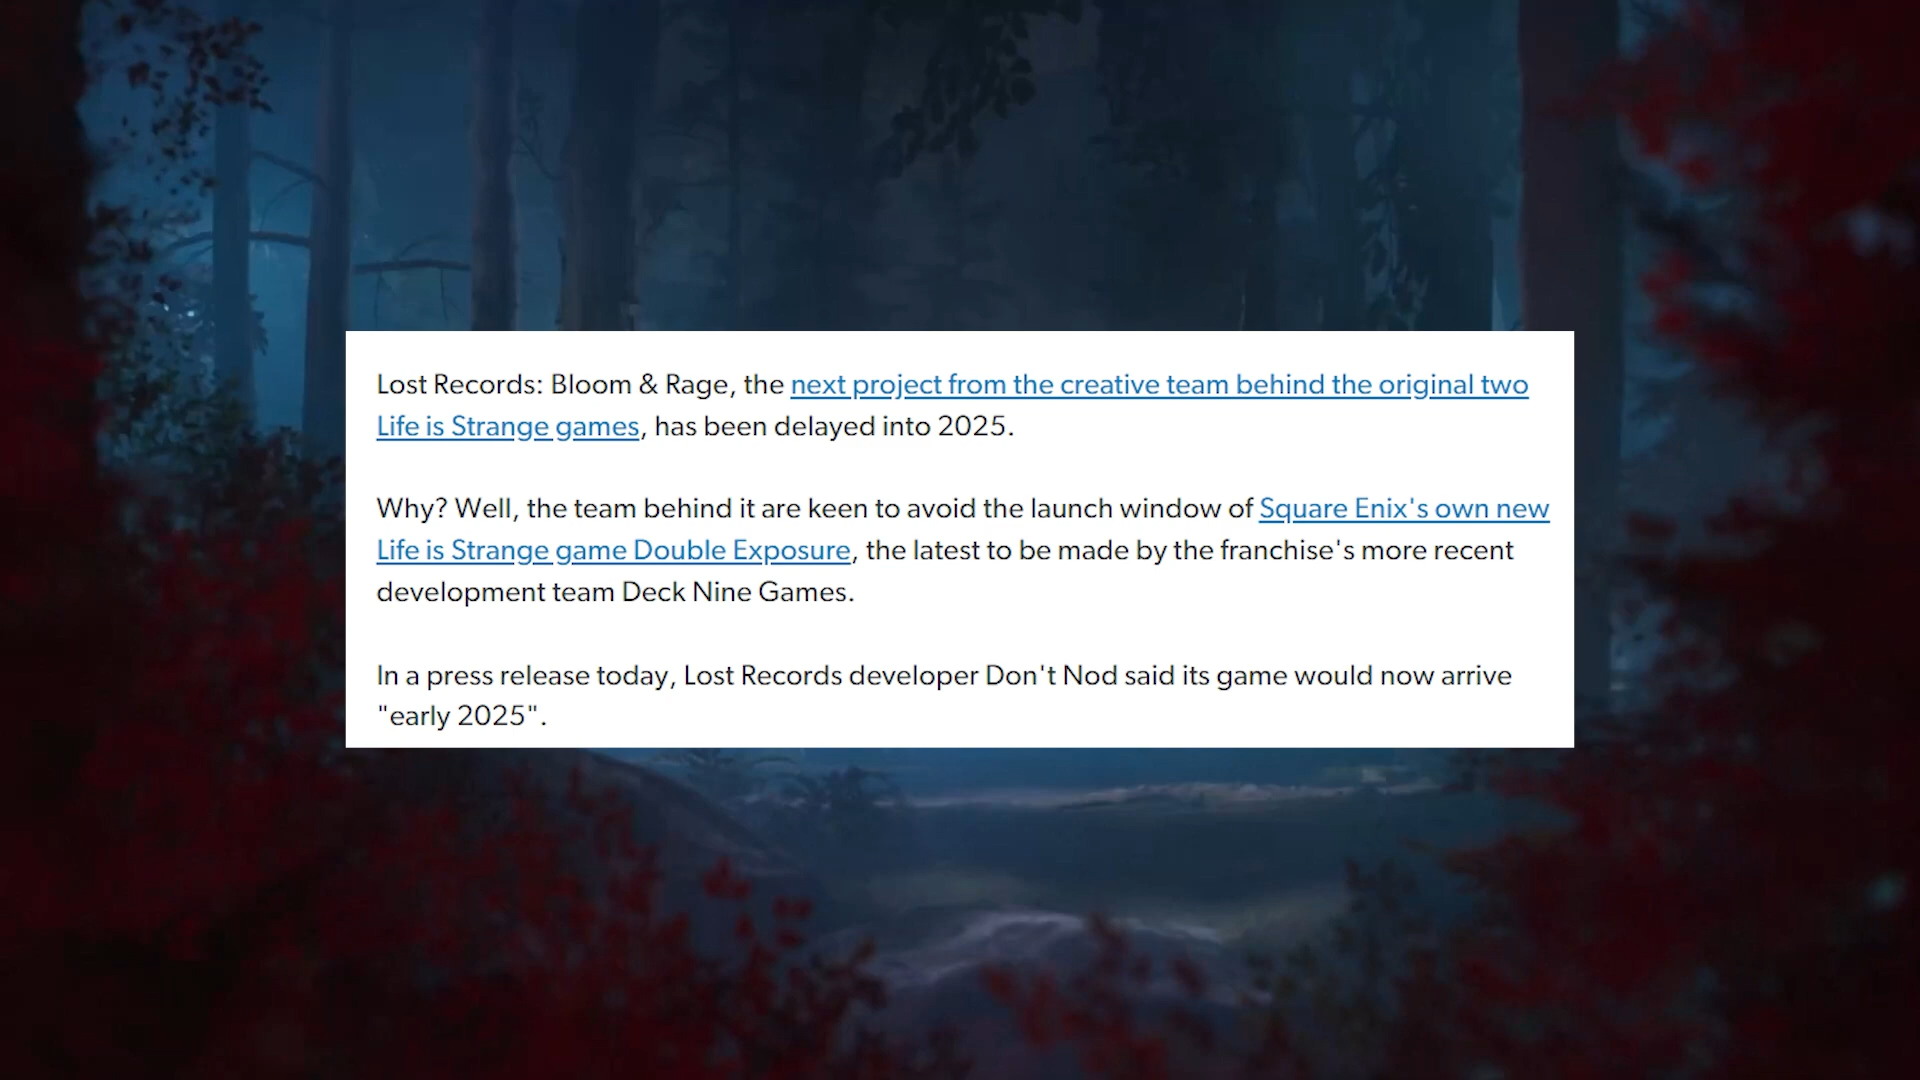 Lost Records: Bloom & Rage, the next project from the creative team behind the original two
Life is Strange games, has been delayed into 2025.
Why? Well, the team behind it are keen to avoid the launch window of Square Enix's own new
Life is Strange game Double Exposure, the latest to be made by the franchise's more recent
development team Deck Nine Games.
In a press release today, Lost Records developer Don't Nod said its game would now arrive
"early 2025".